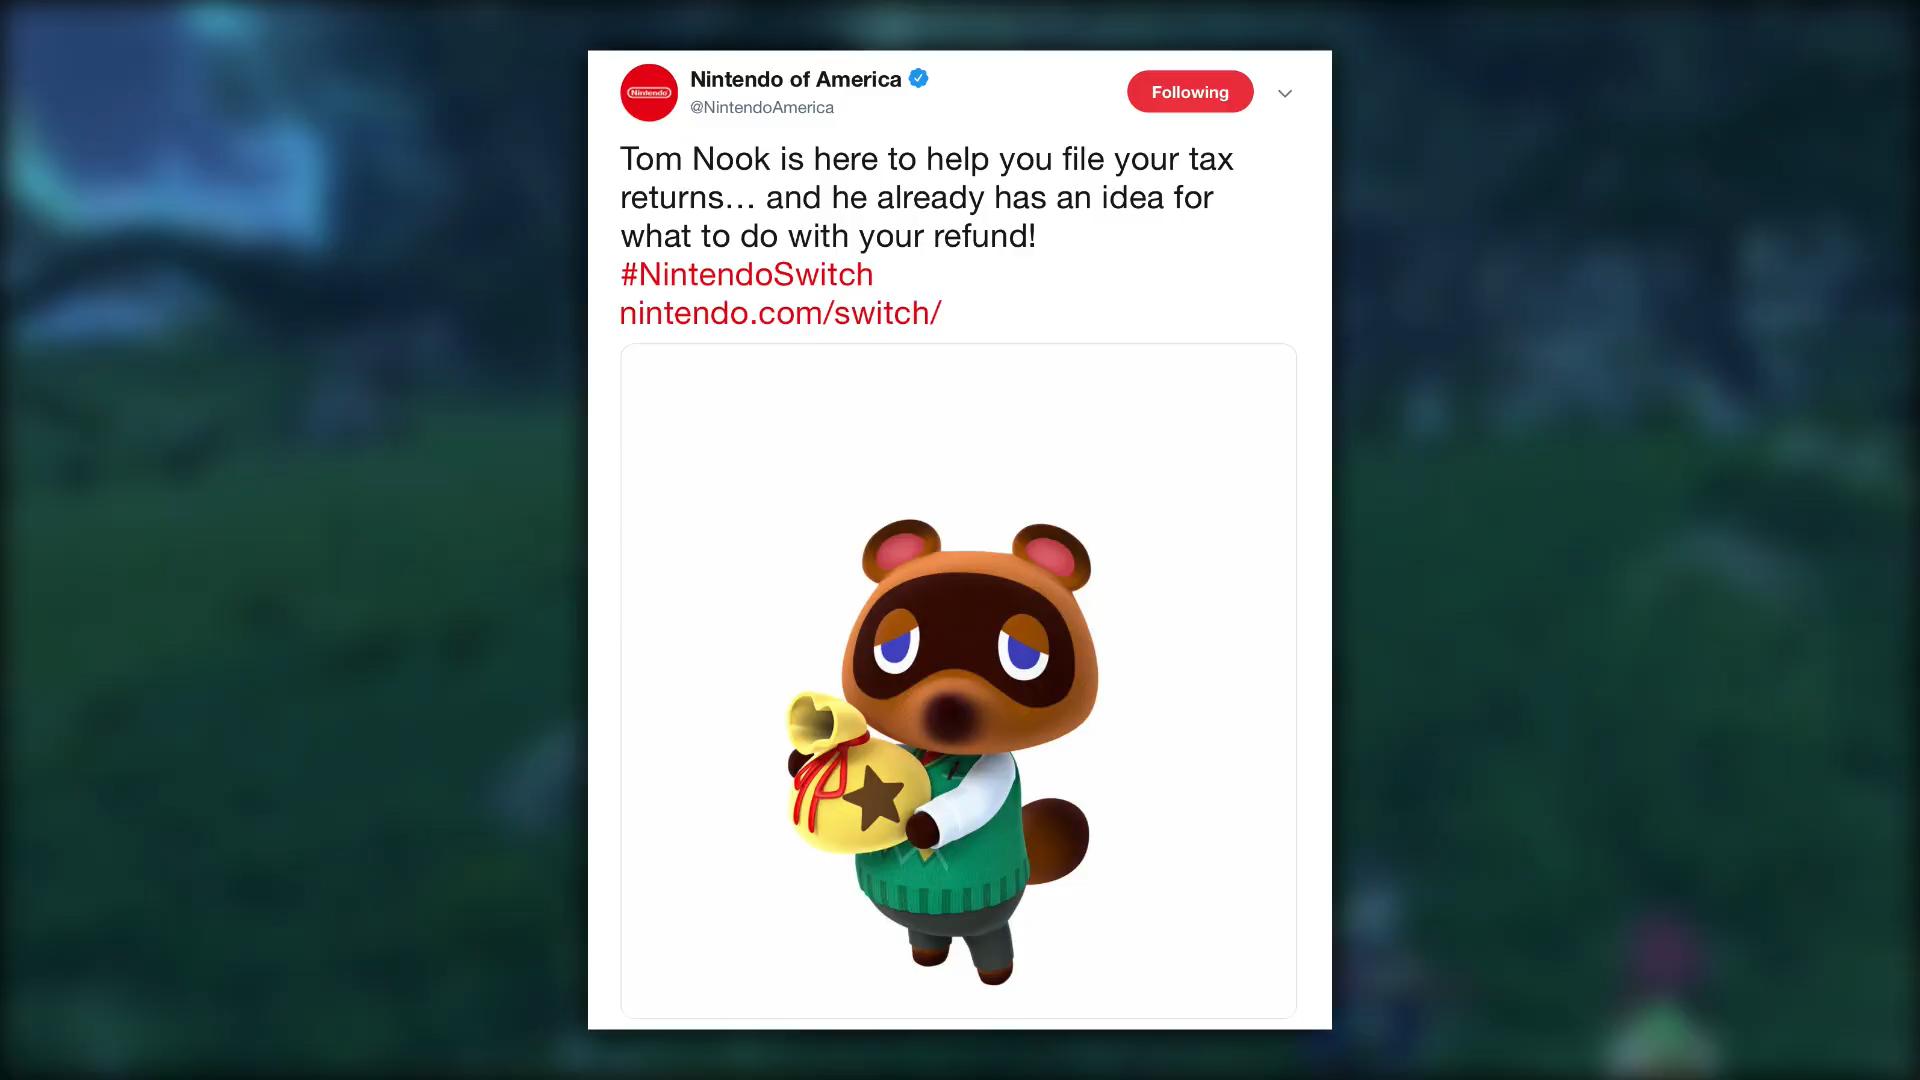 Nintendo
Nintendo of America
@NintendoAmerica
Following
Tom Nook is here to help you file your tax
returns... and he already has an idea for
what to do with your refund!
#NintendoSwitch
nintendo.com/switch/